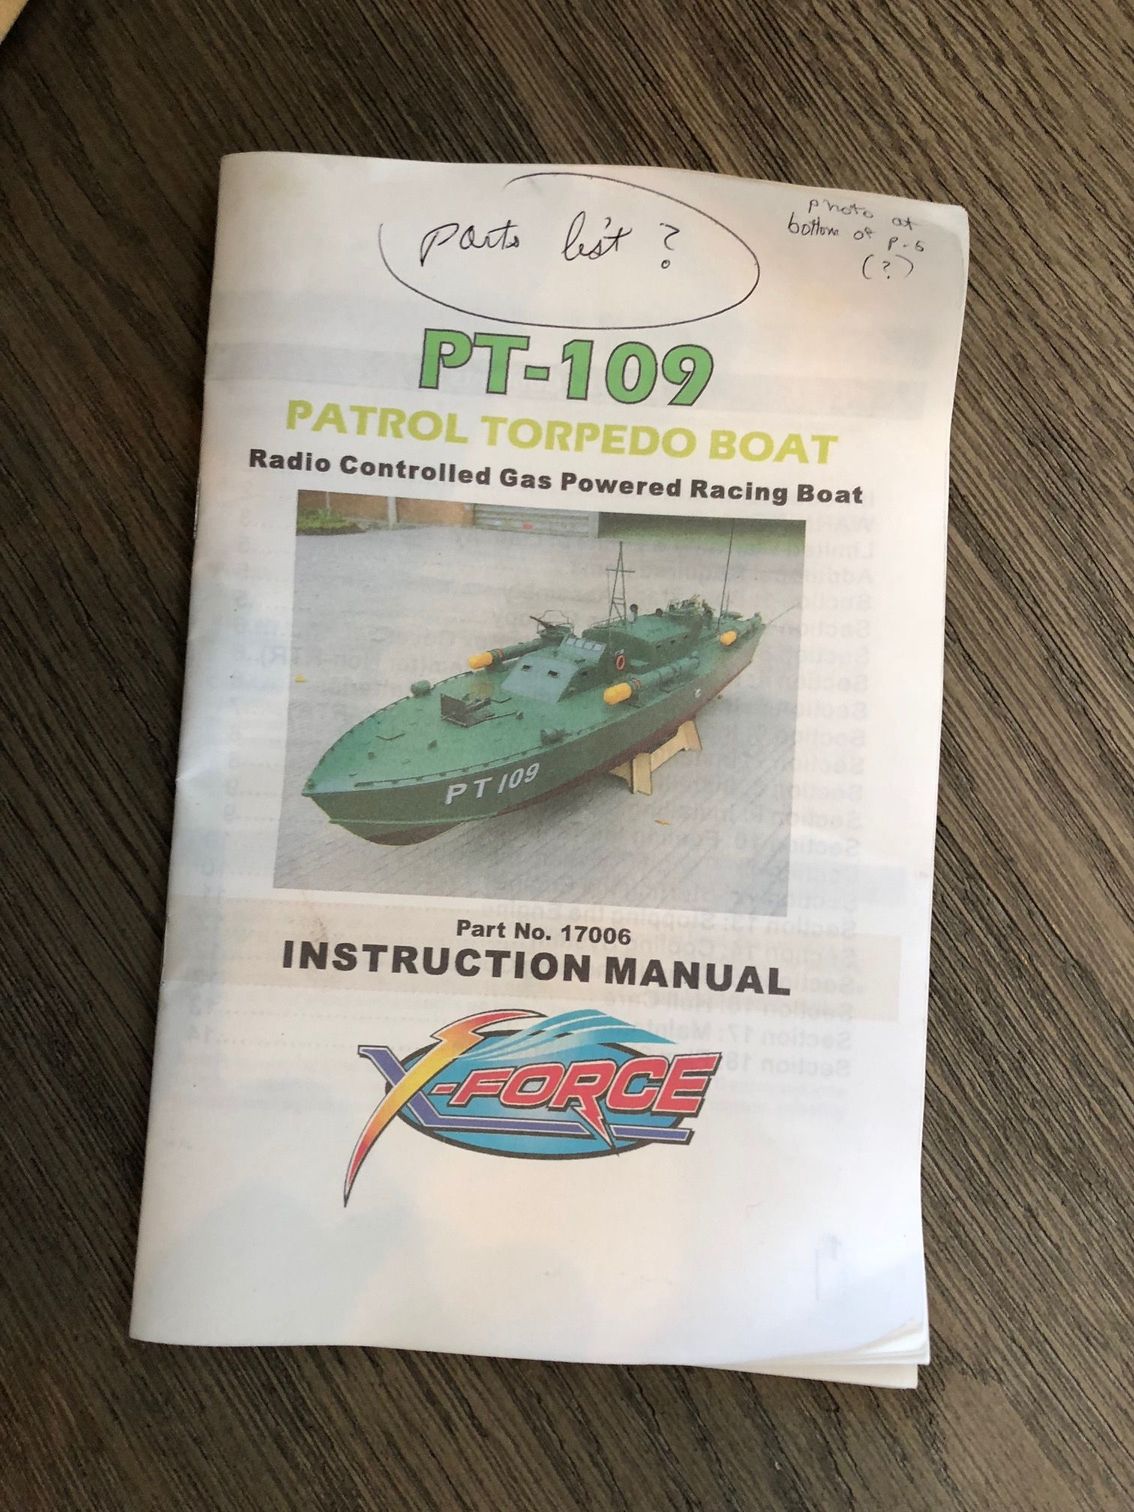 parts list ?
photo at
bottom of p. 6
(?)
PT-109
PATROL TORPEDO BOAT
Radio Controlled Gas Powered Racing Boat
PT 109
Part No. 17006
INSTRUCTION MANUAL
X-FORCE